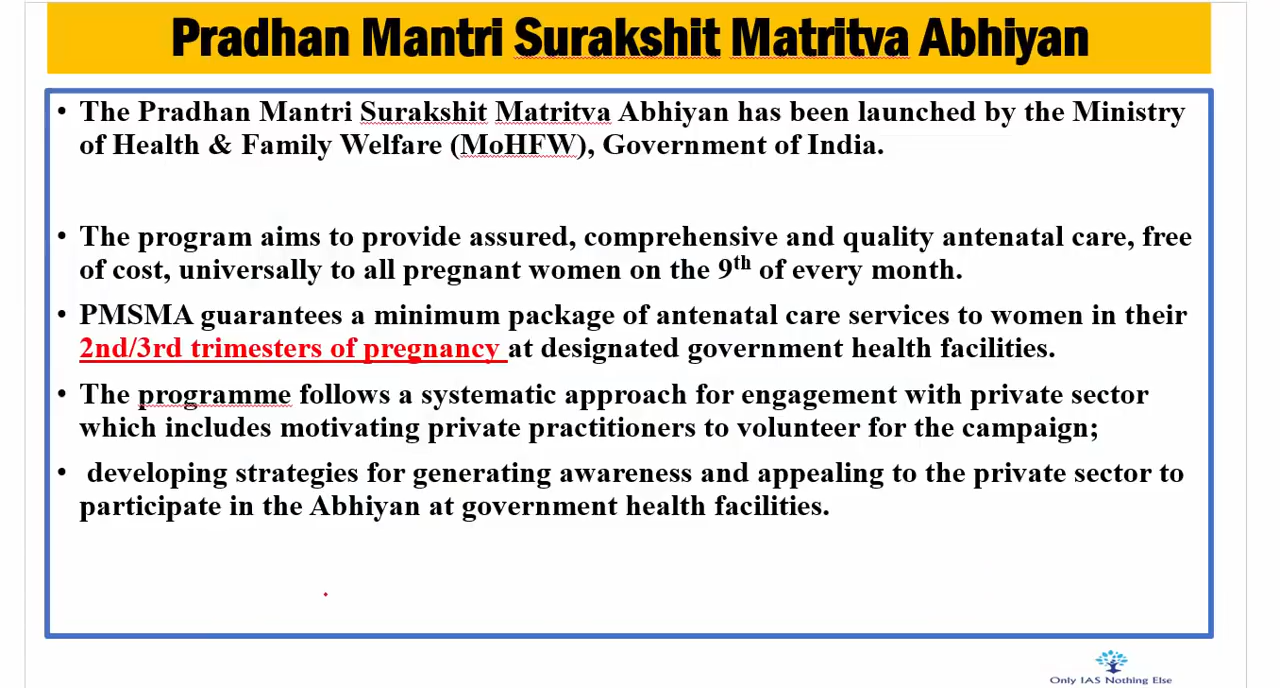 Pradhan Mantri Surakshit Matritva Abhiyan
• The Pradhan Mantri Surakshit Matritva Abhiyan has been launched by the Ministry
of Health & Family Welfare (MoHFW), Government of India.
• The program aims to provide assured, comprehensive and quality antenatal care, free
of cost, universally to all pregnant women on the 9th of every month.
• PMSMA guarantees a minimum package of antenatal care services to women in their
2nd/3rd trimesters of pregnancy at designated government health facilities.
• The programme follows a systematic approach for engagement with private sector
which includes motivating private practitioners to volunteer for the campaign;
• developing strategies for generating awareness and appealing to the private sector to
participate in the Abhiyan at government health facilities.
Only IAS Nothing Else